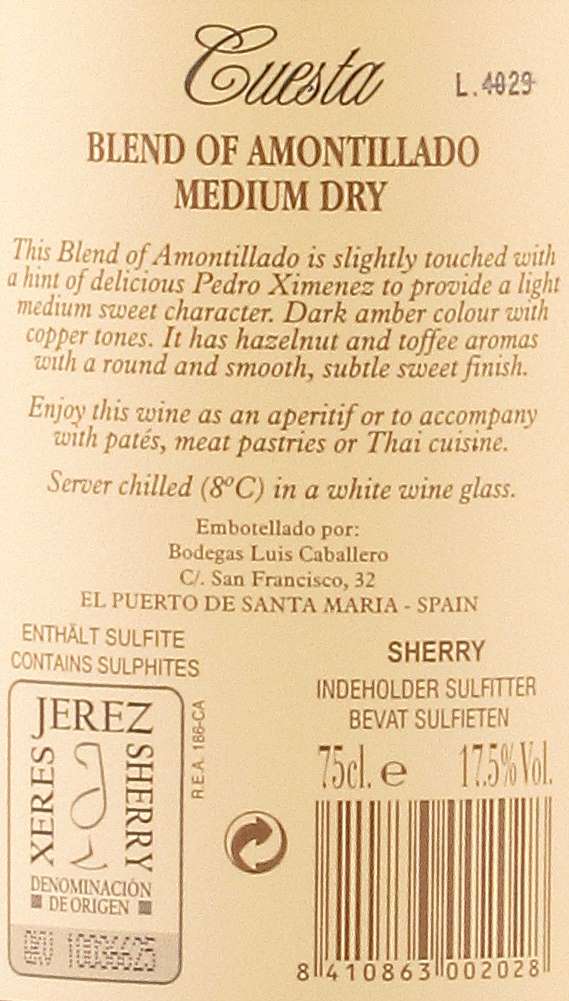 Cuesta
L.4029
BLEND OF AMONTILLADO
MEDIUM DRY
This Blend of Amontillado is slightly touched with
a hint of delicious Pedro Ximenez to provide a light
medium sweet character. Dark amber colour with
copper tones. It has hazelnut and toffee aromas
with a round and smooth, subtle sweet finish.
Enjoy this wine as an aperitif or to accompany
with patés, meat pastries or Thai cuisine.
Server chilled (8ºC) in a white wine glass.
Embotellado por:
Bodegas Luis Caballero
C/. San Francisco, 32
EL PUERTO DE SANTA MARIA - SPAIN
ENTHÄLT SULFITE
CONTAINS SULPHITES
JEREZ
XERES
SHERRY
DENOMINACIÓN
DE ORIGEN
R.E.A. 186-CA
SHERRY
INDEHOLDER SULFITTER
BEVAT SULFIETEN
75cl. e 17.5% Vol.
8 410863 002028